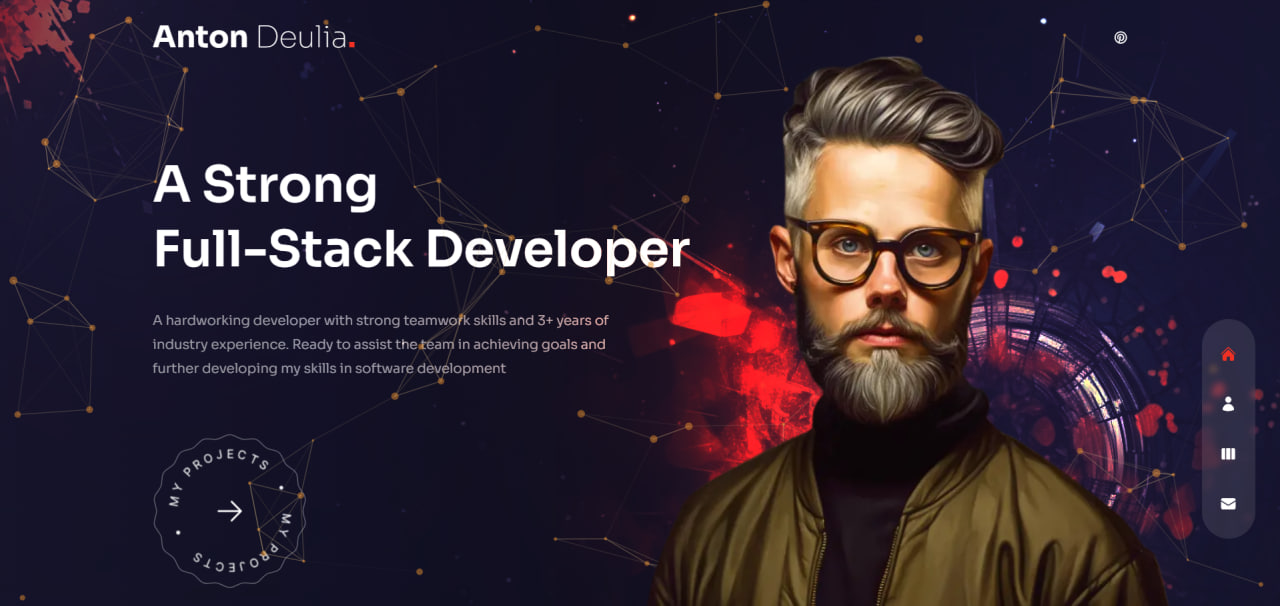 Anton Deulia.
A Strong
Full-Stack Developer
A hardworking developer with strong teamwork skills and 3+ years of
industry experience. Ready to assist the team in achieving goals and
further developing my skills in software development
MY PROJECTS • MY PROJECTS •